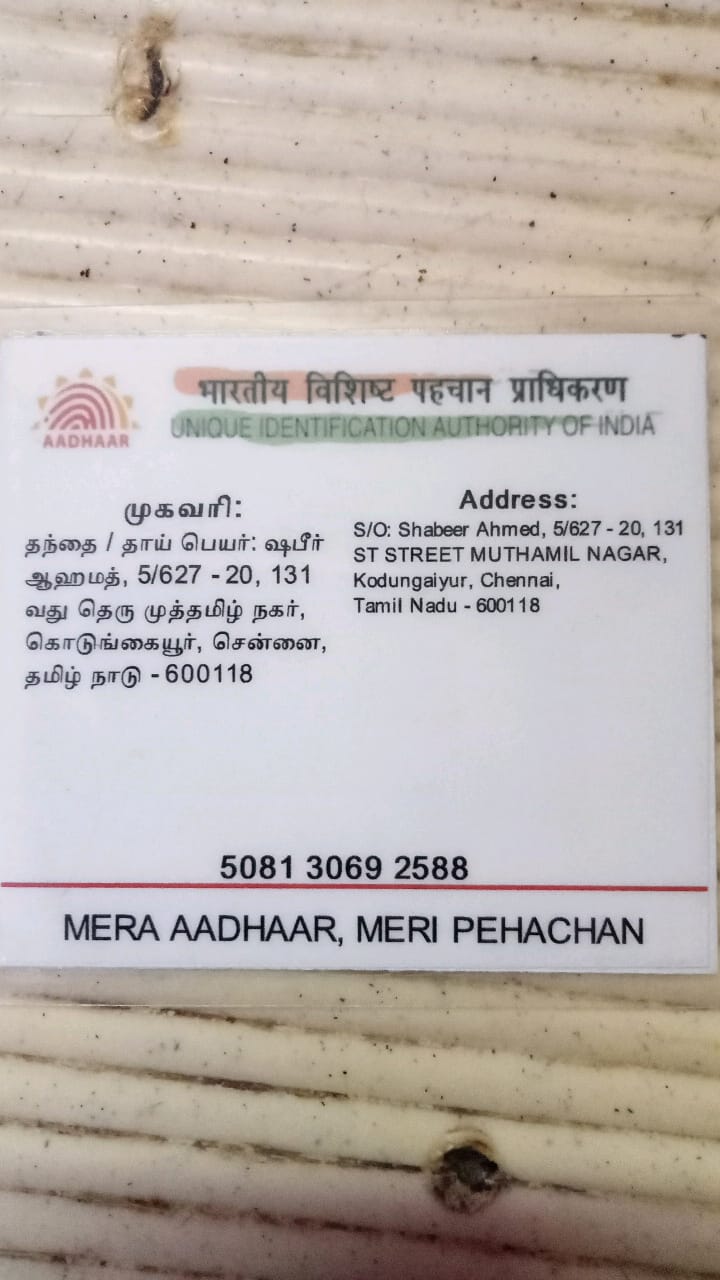 भारतीय विशिष्ट पहचान प्राधिकरण
AADHAAR
UNIQUE IDENTIFICATION AUTHORITY OF INDIA
முகவரி:
தந்தை / தாய் பெயர்: ஷபீர்
ஆஹமத், 5/627 - 20, 131
வது தெரு முத்தமிழ் நகர்,
கொடுங்கையூர், சென்னை,
தமிழ் நாடு - 600118
Address:
S/O: Shabeer Ahmed, 5/627 - 20, 131
ST STREET MUTHAMIL NAGAR,
Kodungaiyur, Chennai,
Tamil Nadu - 600118
5081 3069 2588
MERA AADHAAR, MERI PEHACHAN